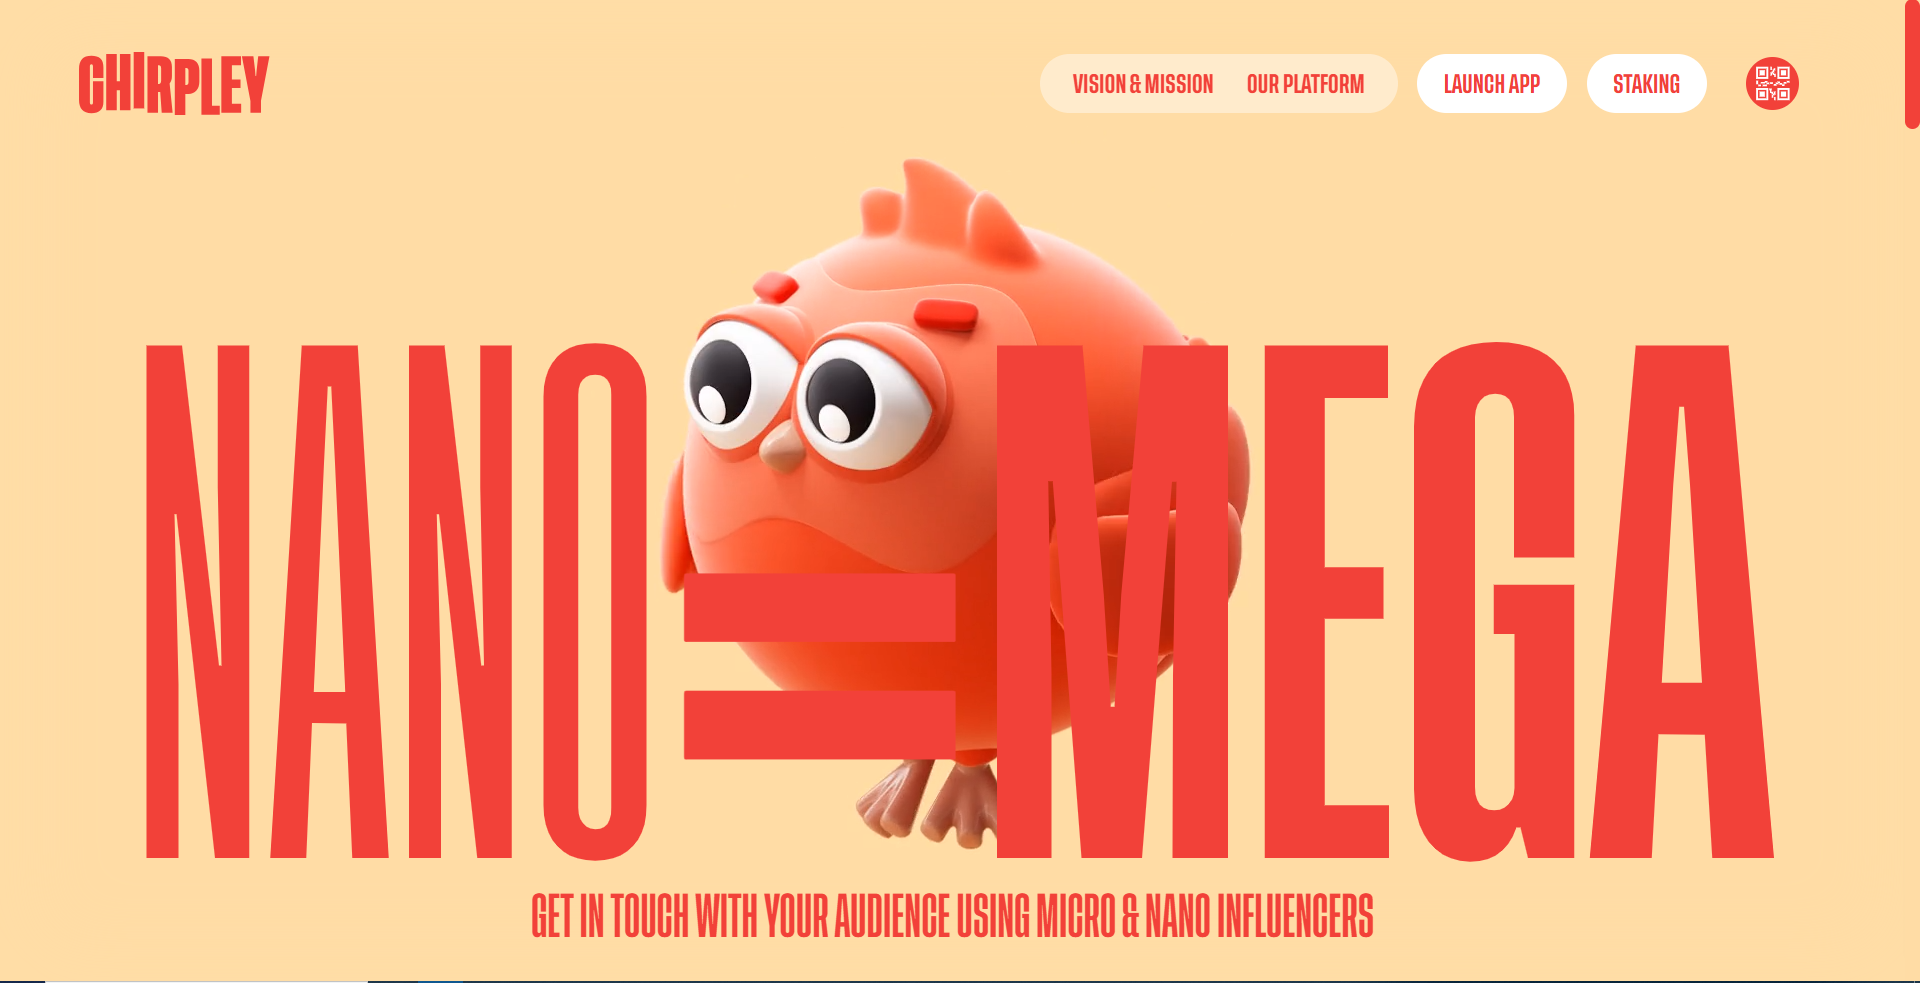 CHIRPLEY
VISION & MISSION OUR PLATFORM LAUNCH APP STAKING
NANO=MEGA
GET IN TOUCH WITH YOUR AUDIENCE USING MICRO & NANO INFLUENCERS